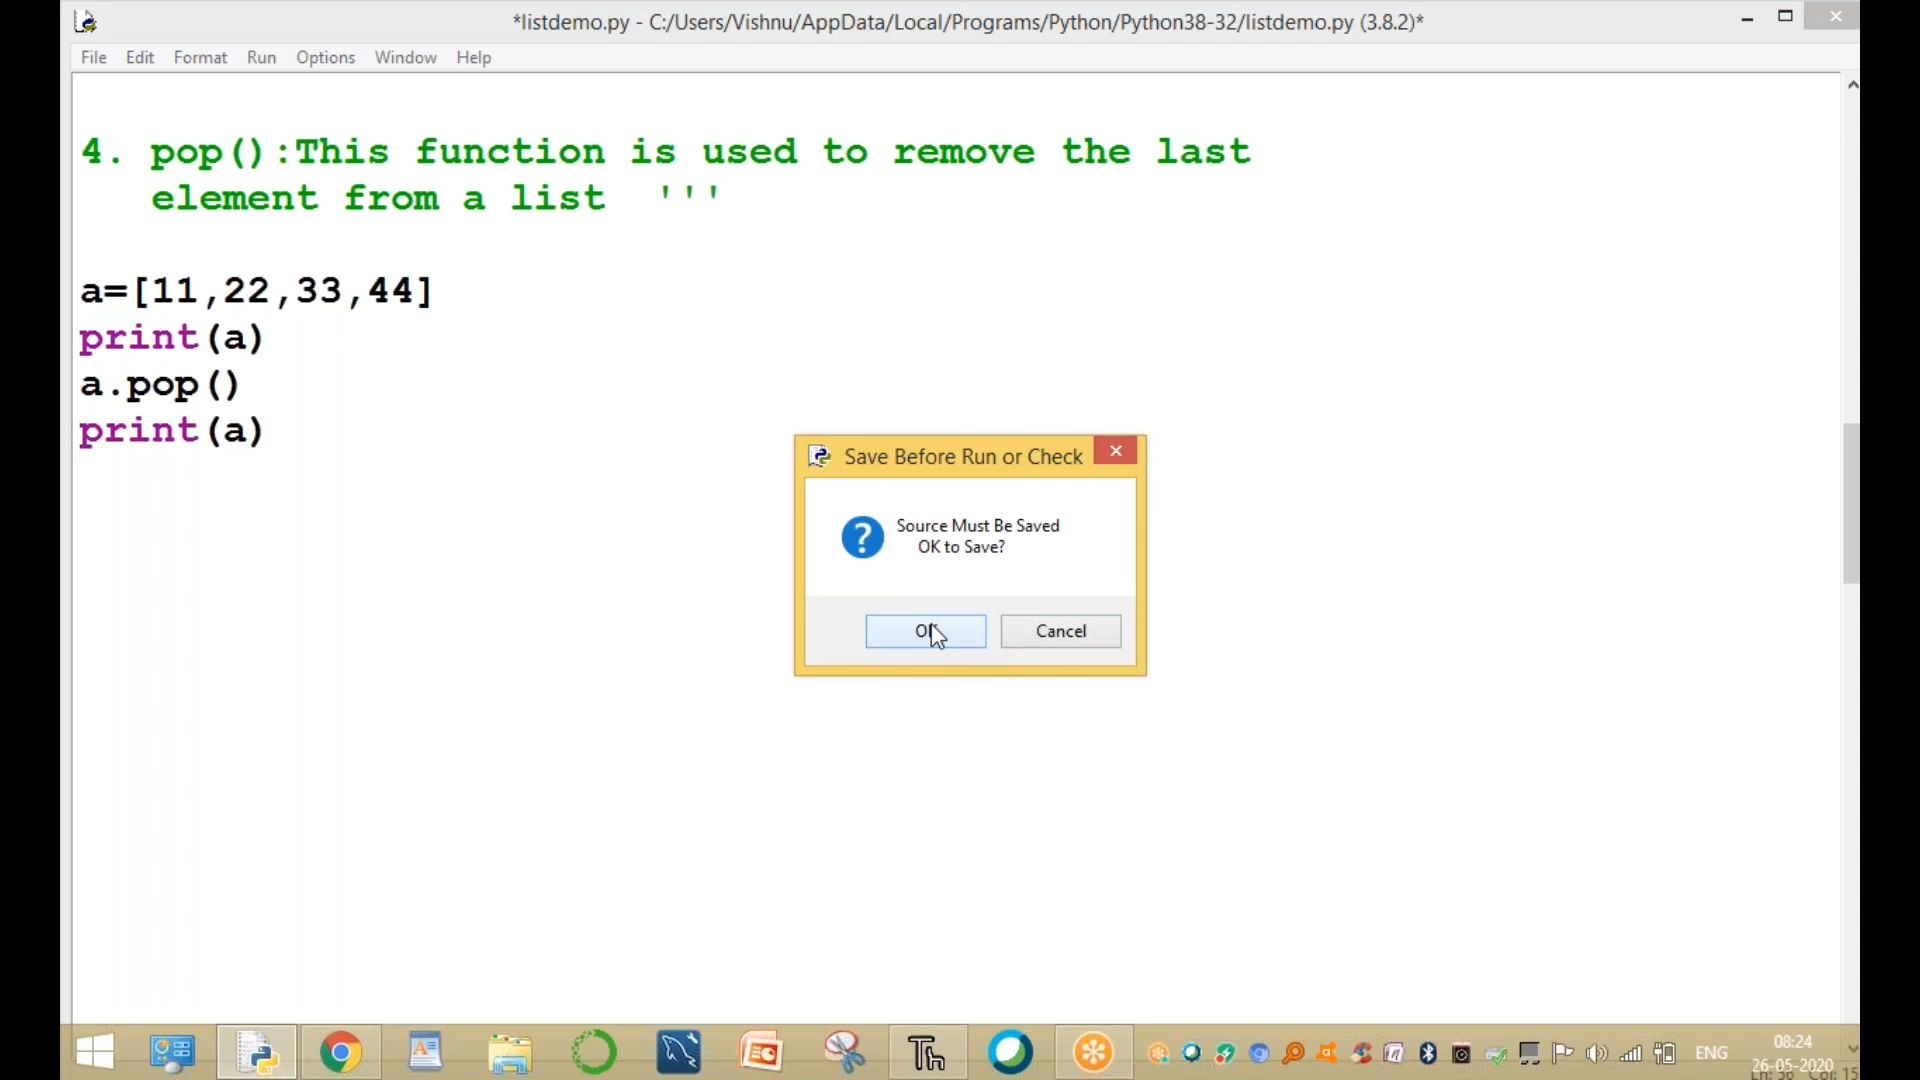 *listdemo.py - C:/Users/Vishnu/AppData/Local/Programs/Python/Python38-32/listdemo.py (3.8.2)*
File Edit Format Run Options Window Help
4. pop():This function is used to remove the last
element from a list '''
a=[11,22,33,44]
print(a)
a.pop()
print(a)
Save Before Run or Check
Source Must Be Saved
OK to Save?
OK Cancel
Th
ENG
08:24
26-05-2020